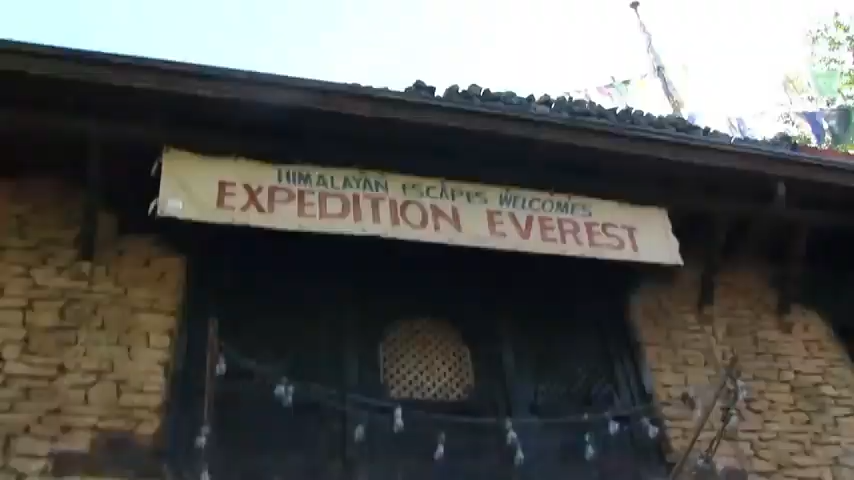 HIMALAYAN ESCAPES WELCOMES
EXPEDITION EVEREST